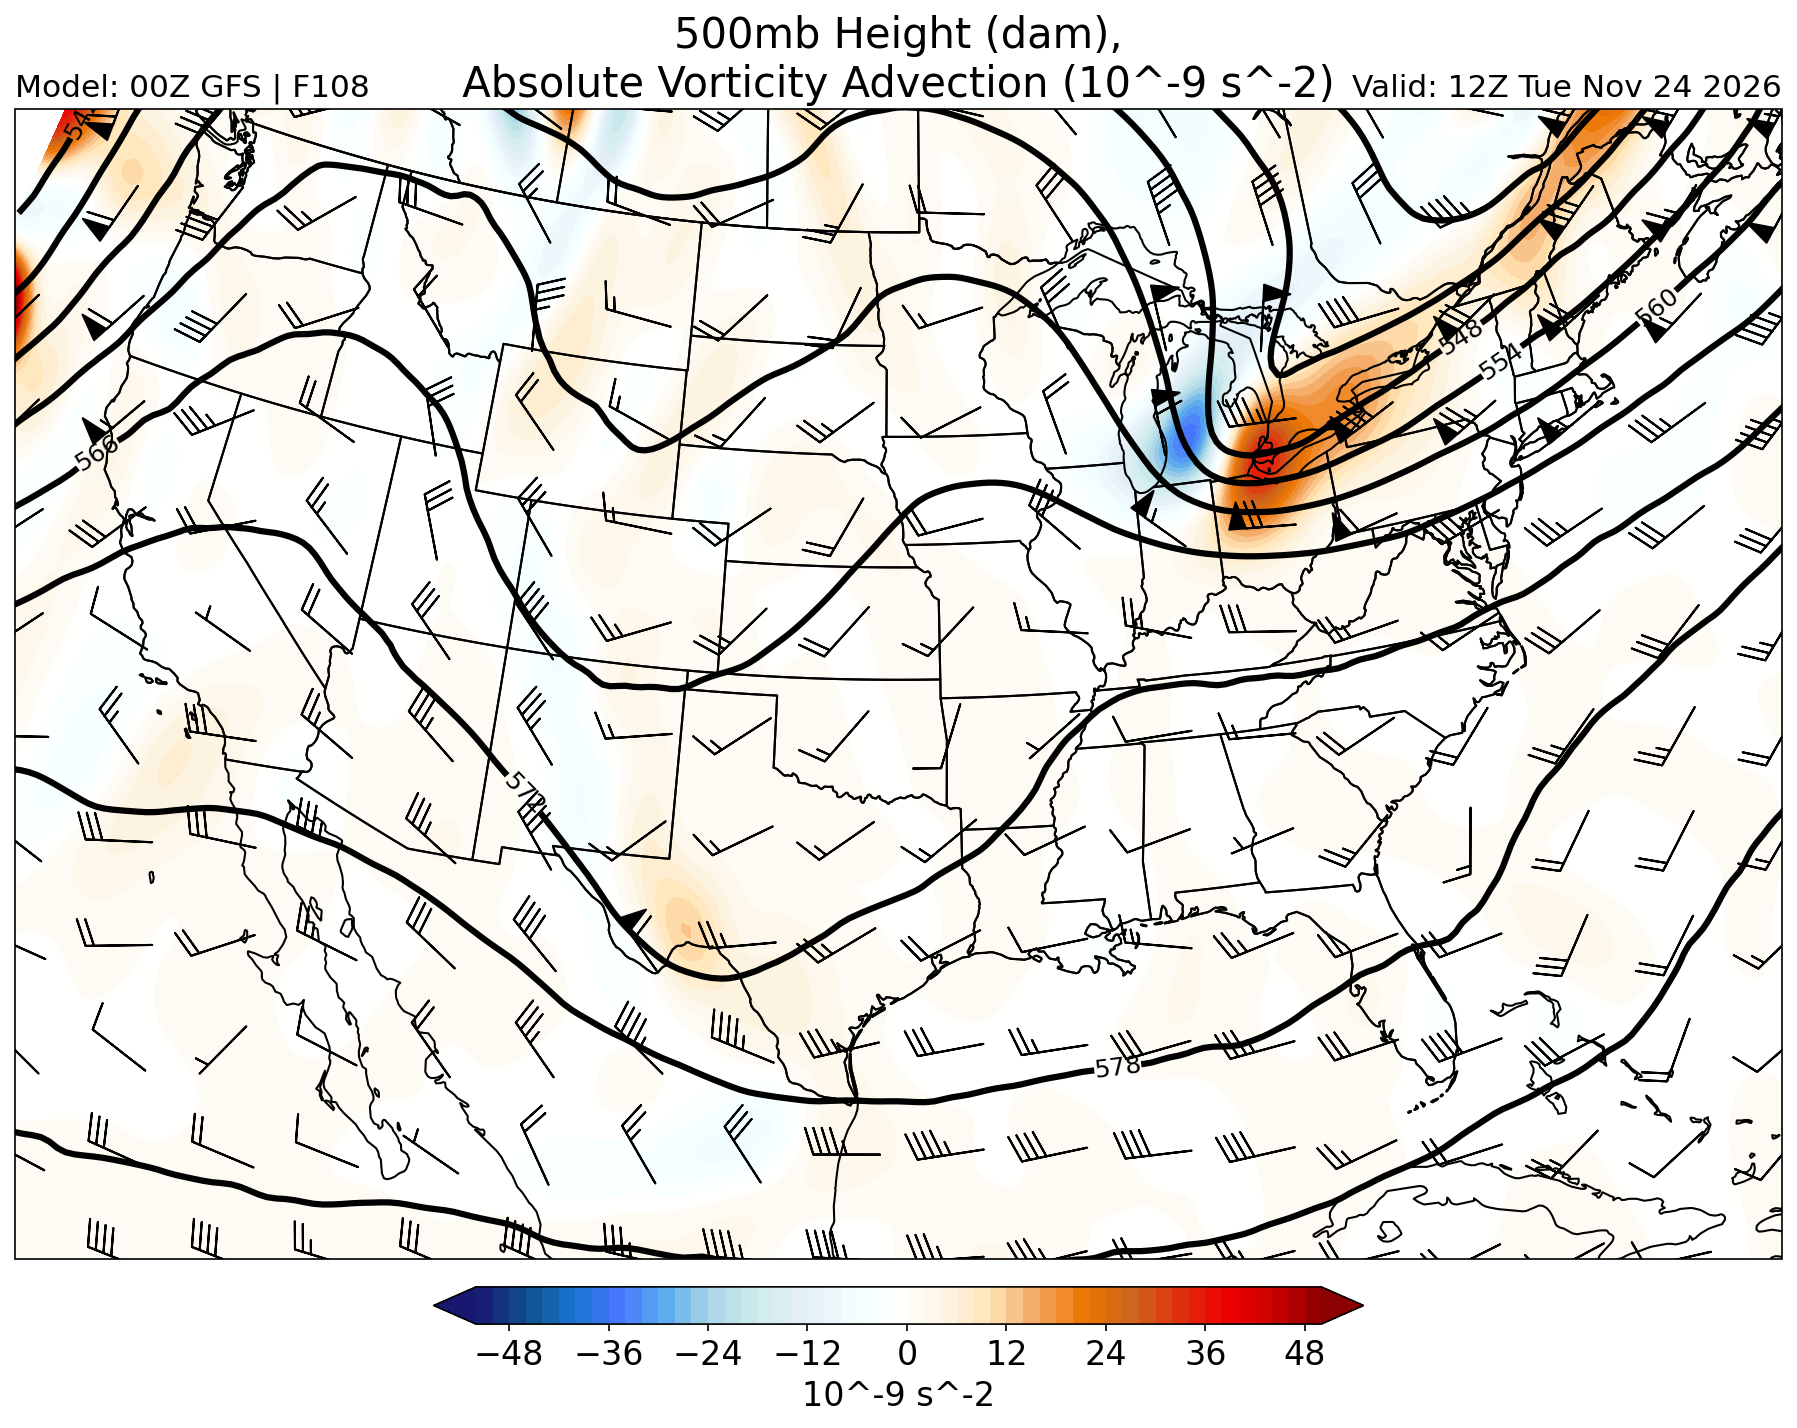 500mb Height (dam),
Model: 00Z GFS | F108
Absolute Vorticity Advection (10^-9 s^-2)
Valid: 12Z Tue Nov 24 2026
560
548
554
566
572
578
−48 −36 −24 −12 0 12 24 36 48
10^-9 s^-2